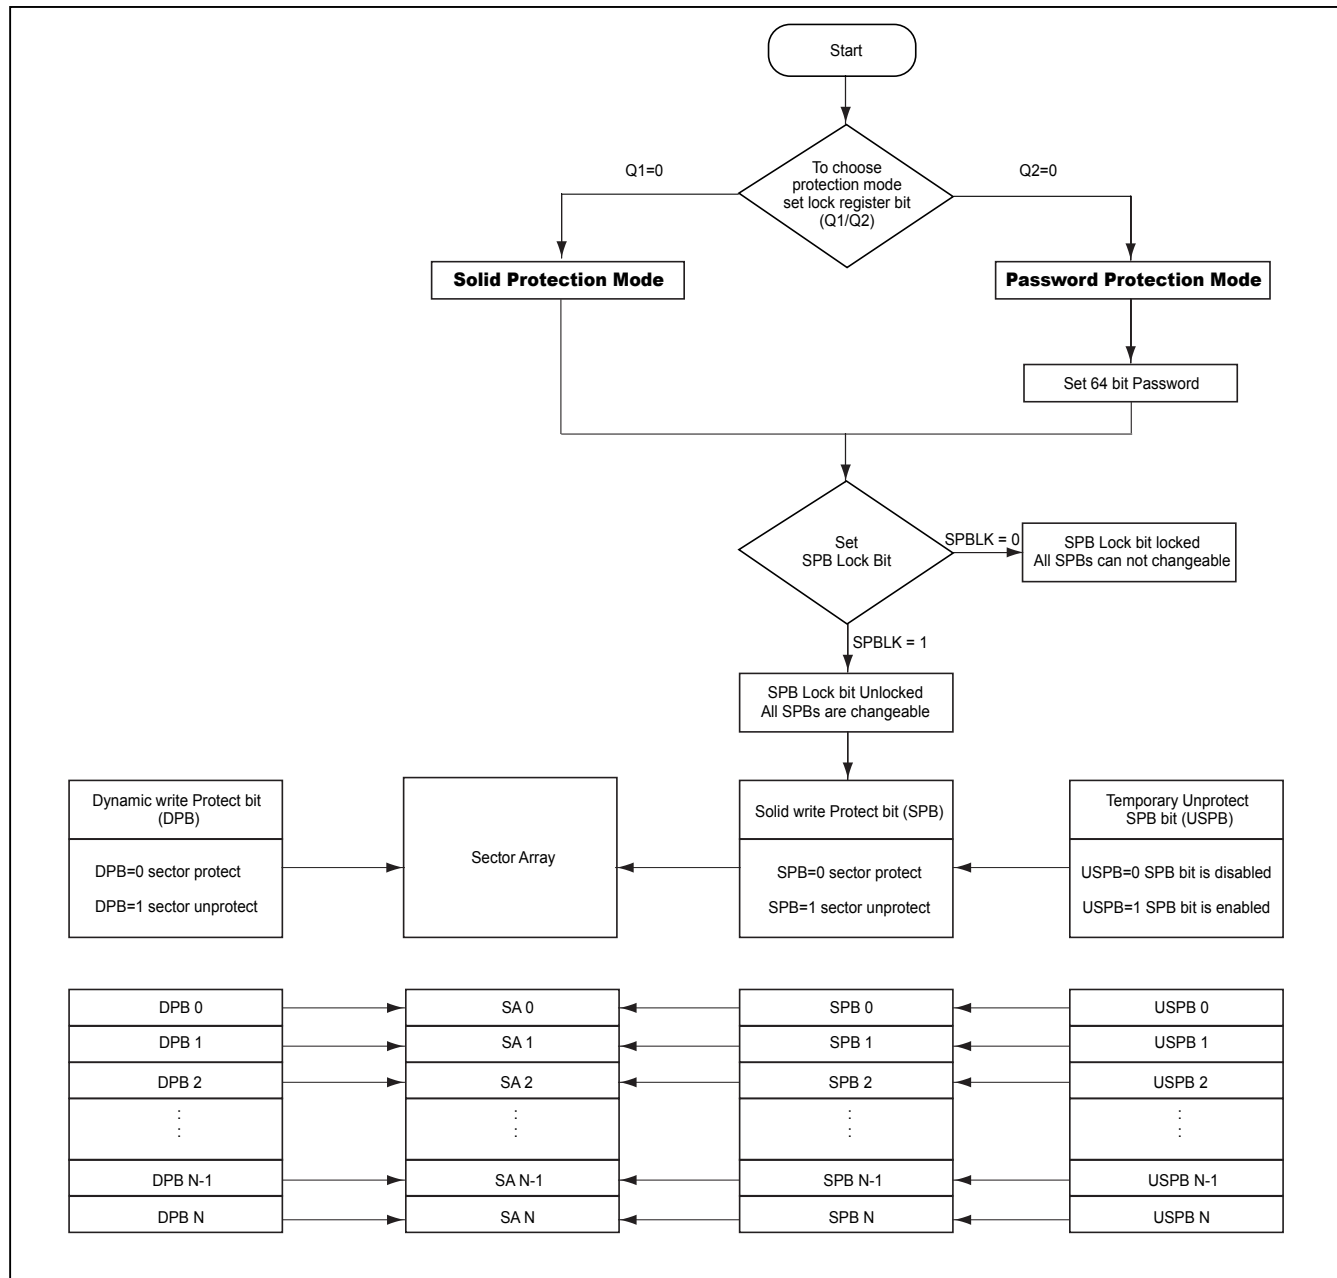 Start
To choose
protection mode
set lock register bit
(Q1/Q2)
Q1=0
Q2=0
Solid Protection Mode
Password Protection Mode
Set 64 bit Password
Set
SPB Lock Bit
SPBLK = 0
SPB Lock bit locked
All SPBs can not changeable
SPBLK = 1
SPB Lock bit Unlocked
All SPBs are changeable
Dynamic write Protect bit
(DPB)
DPB=0 sector protect
DPB=1 sector unprotect
Sector Array
Solid write Protect bit (SPB)
SPB=0 sector protect
SPB=1 sector unprotect
Temporary Unprotect
SPB bit (USPB)
USPB=0 SPB bit is disabled
USPB=1 SPB bit is enabled
DPB 0
SA 0
SPB 0
USPB 0
DPB 1
SA 1
SPB 1
USPB 1
DPB 2
SA 2
SPB 2
USPB 2
DPB N-1
SA N-1
SPB N-1
USPB N-1
DPB N
SA N
SPB N
USPB N